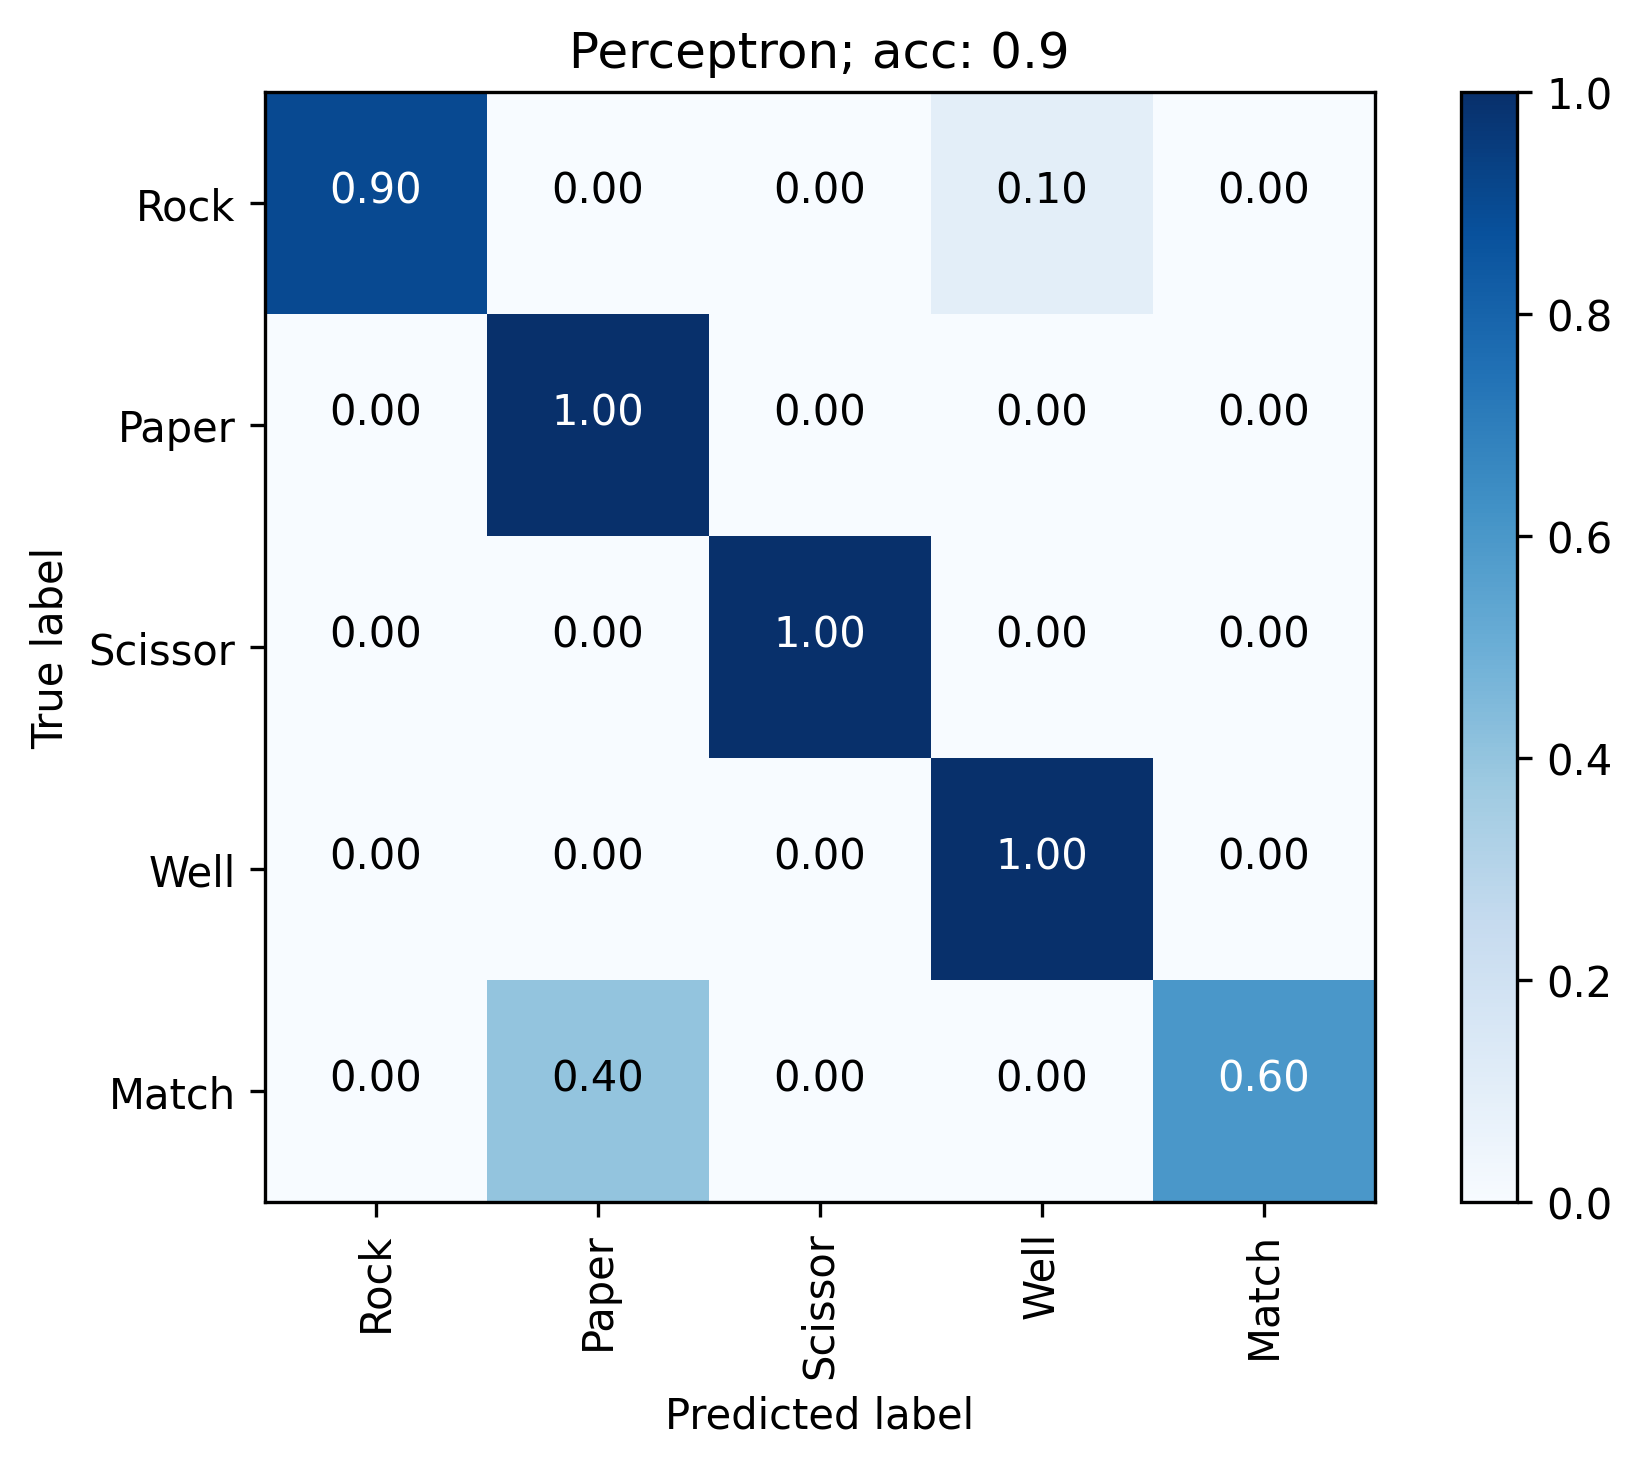 Perceptron; acc: 0.9
True label
Rock 0.90 0.00 0.00 0.10 0.00
Paper 0.00 1.00 0.00 0.00 0.00
Scissor 0.00 0.00 1.00 0.00 0.00
Well 0.00 0.00 0.00 1.00 0.00
Match 0.00 0.40 0.00 0.00 0.60
Rock Paper Scissor Well Match
Predicted label
1.0
0.8
0.6
0.4
0.2
0.0